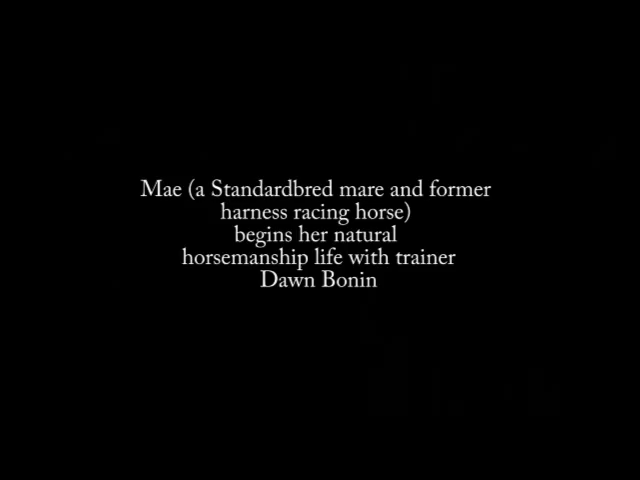 Mae (a Standardbred mare and former
harness racing horse)
begins her natural
horsemanship life with trainer
Dawn Bonin